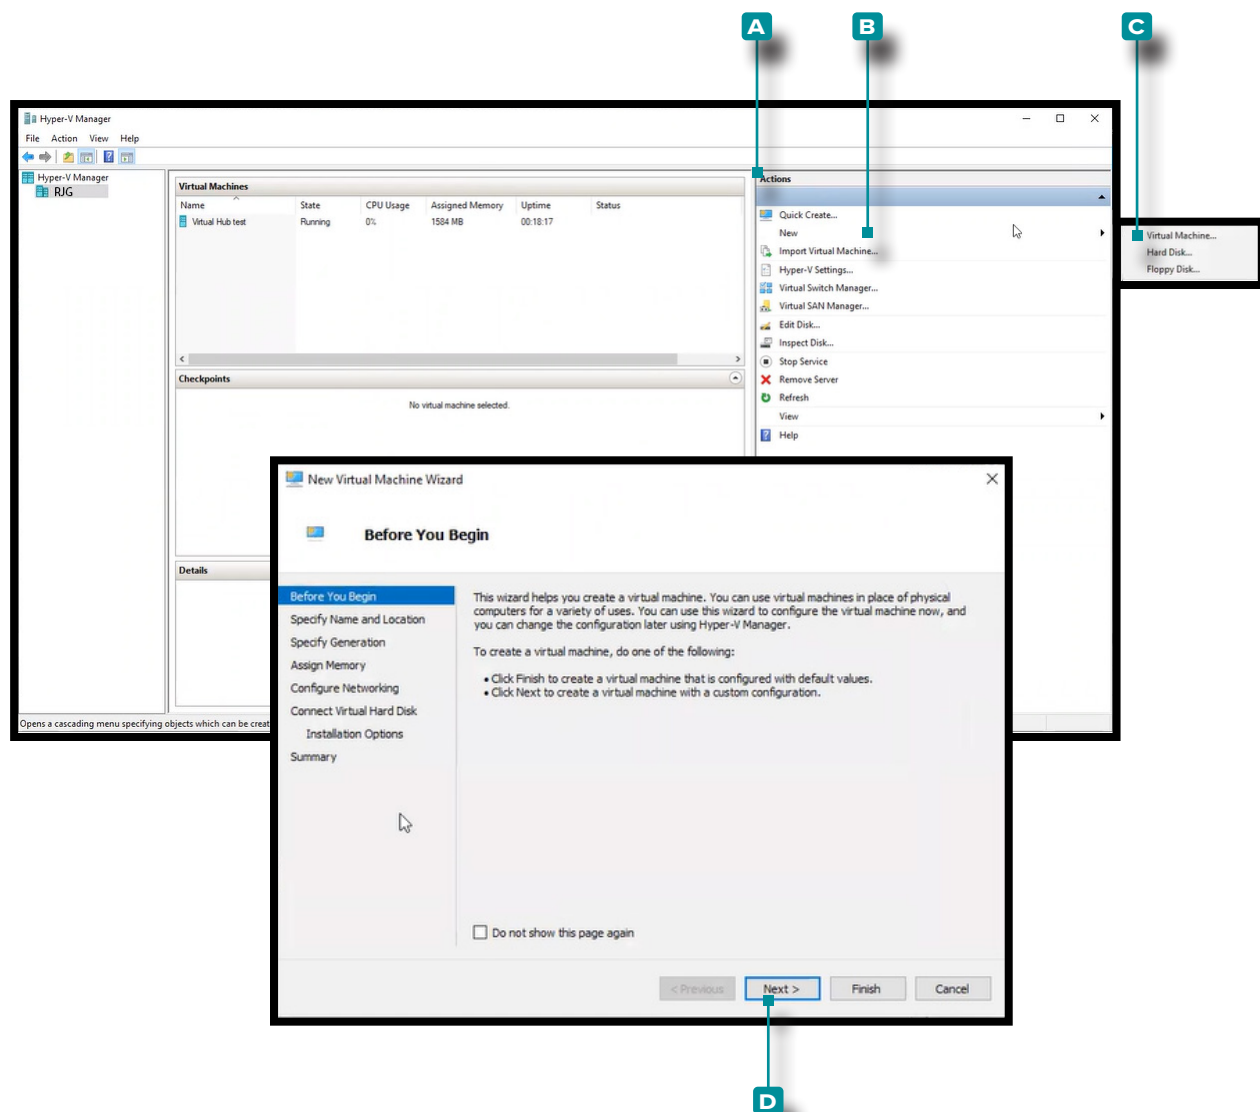 A
B
C
Hyper-V Manager
File Action View Help
Hyper-V Manager
RJG
Virtual Machines
Name State CPU Usage Assigned Memory Uptime Status
Virtual Hub test Running 0% 1584 MB 00:18:17
Checkpoints
No virtual machine selected.
Details
Actions
Quick Create...
New
Import Virtual Machine...
Hyper-V Settings...
Virtual Switch Manager...
Virtual SAN Manager...
Edit Disk...
Inspect Disk...
Stop Service
Remove Server
Refresh
View
Help
Virtual Machine...
Hard Disk...
Floppy Disk...
Opens a cascading menu specifying objects which can be creat
New Virtual Machine Wizard
Before You Begin
Before You Begin
Specify Name and Location
Specify Generation
Assign Memory
Configure Networking
Connect Virtual Hard Disk
Installation Options
Summary
This wizard helps you create a virtual machine. You can use virtual machines in place of physical
computers for a variety of uses. You can use this wizard to configure the virtual machine now, and
you can change the configuration later using Hyper-V Manager.
To create a virtual machine, do one of the following:
• Click Finish to create a virtual machine that is configured with default values.
• Click Next to create a virtual machine with a custom configuration.
Do not show this page again
< Previous Next > Finish Cancel
D